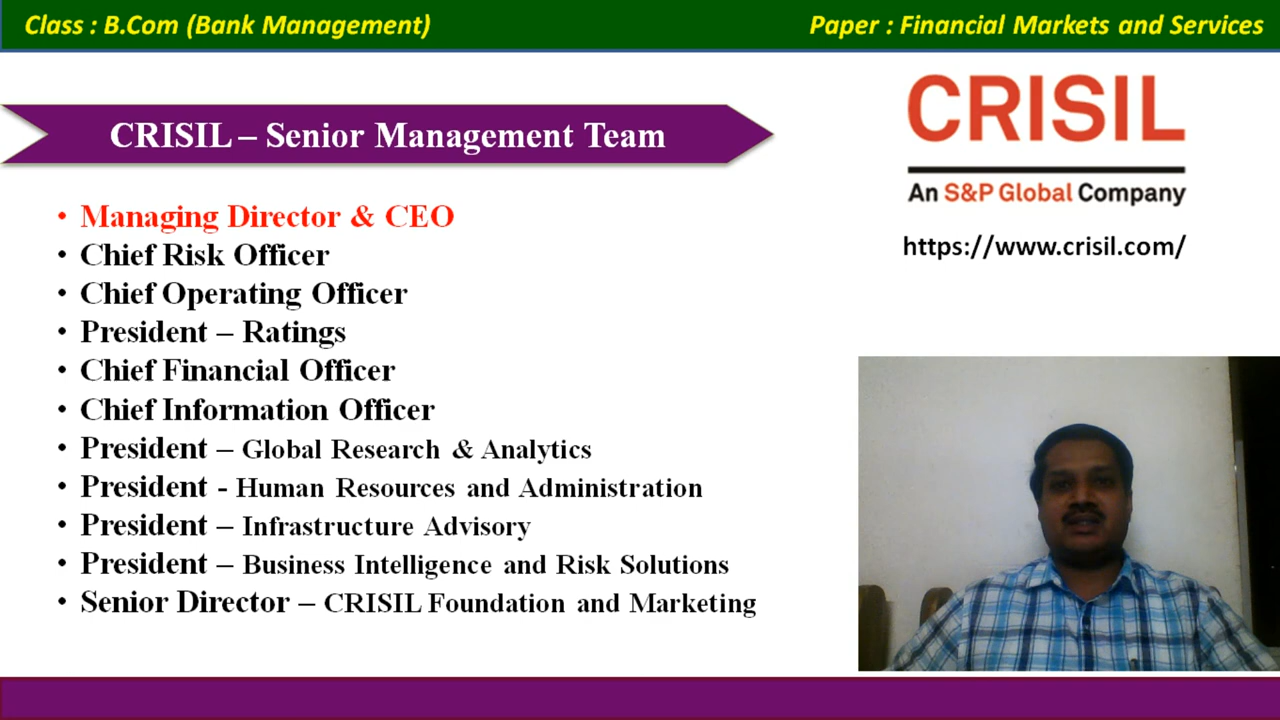 Class : B.Com (Bank Management)
Paper : Financial Markets and Services
CRISIL – Senior Management Team
• Managing Director & CEO
• Chief Risk Officer
• Chief Operating Officer
• President – Ratings
• Chief Financial Officer
• Chief Information Officer
• President – Global Research & Analytics
• President - Human Resources and Administration
• President – Infrastructure Advisory
• President – Business Intelligence and Risk Solutions
• Senior Director – CRISIL Foundation and Marketing
CRISIL
An S&P Global Company
https://www.crisil.com/